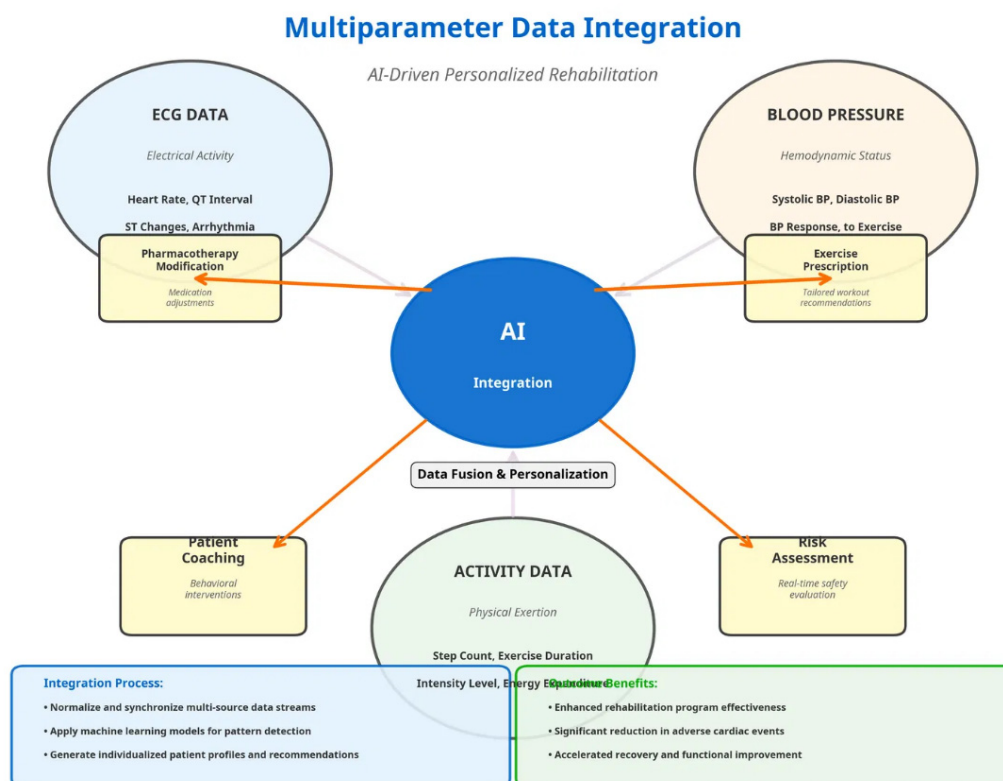 Multiparameter Data Integration
AI-Driven Personalized Rehabilitation
ECG DATA
Electrical Activity
Heart Rate, QT Interval
ST Changes, Arrhythmia
Pharmacotherapy
Modification
Medication
adjustments
BLOOD PRESSURE
Hemodynamic Status
Systolic BP, Diastolic BP
BP Response, to Exercise
Exercise
Prescription
Tailored workout
recommendations
AI
Integration
Data Fusion & Personalization
Patient
Coaching
Behavioral
interventions
Risk
Assessment
Real-time safety
evaluation
ACTIVITY DATA
Physical Exertion
Step Count, Exercise Duration
Intensity Level, Energy Expenditure
Integration Process:
• Normalize and synchronize multi-source data streams
• Apply machine learning models for pattern detection
• Generate individualized patient profiles and recommendations
Benefits:
• Enhanced rehabilitation program effectiveness
• Significant reduction in adverse cardiac events
• Accelerated recovery and functional improvement